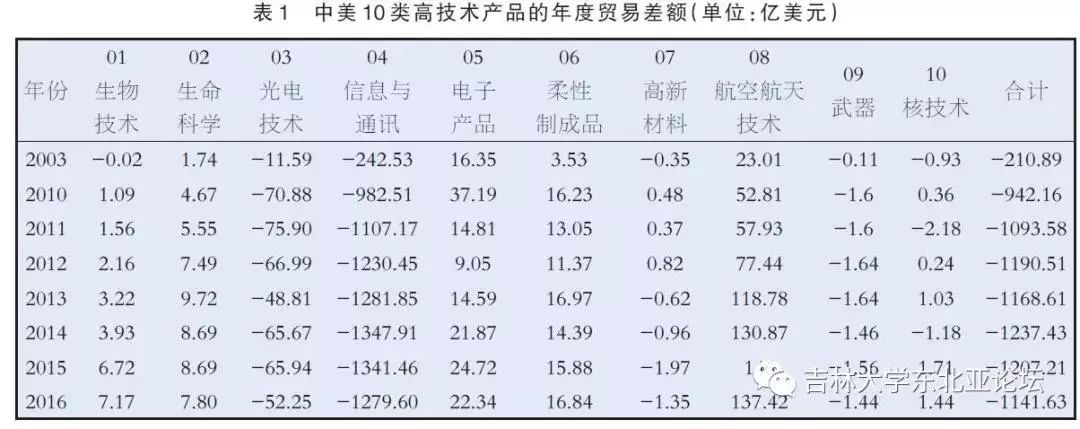 表1 中美10类高技术产品的年度贸易差额(单位:亿美元)
年份 01 生物技术 02 生命科学 03 光电技术 04 信息与通讯 05 电子产品 06 柔性制成品 07 高新材料 08 航空航天技术 09 武器 10 核技术 合计
2003 −0.02 1.74 −11.59 −242.53 16.35 3.53 −0.35 23.01 −0.11 −0.93 −210.89
2010 1.09 4.67 −70.88 −982.51 37.19 16.23 0.48 52.81 −1.6 0.36 −942.16
2011 1.56 5.55 −75.90 −1107.17 14.81 13.05 0.37 57.93 −1.6 −2.18 −1093.58
2012 2.16 7.49 −66.99 −1230.45 9.05 11.37 0.82 77.44 −1.64 0.24 −1190.51
2013 3.22 9.72 −48.81 −1281.85 14.59 16.97 −0.62 118.78 −1.64 1.03 −1168.61
2014 3.93 8.69 −65.67 −1347.91 21.87 14.39 −0.96 130.87 −1.46 −1.18 −1237.43
2015 6.72 8.69 −65.94 −1341.46 24.72 15.88 −1.97 −1.56 1.71 −1207.21
吉林大学东北亚论坛
2016 7.17 7.80 −52.25 −1279.60 22.34 16.84 −1.35 137.42 −1.44 1.44 −1141.63